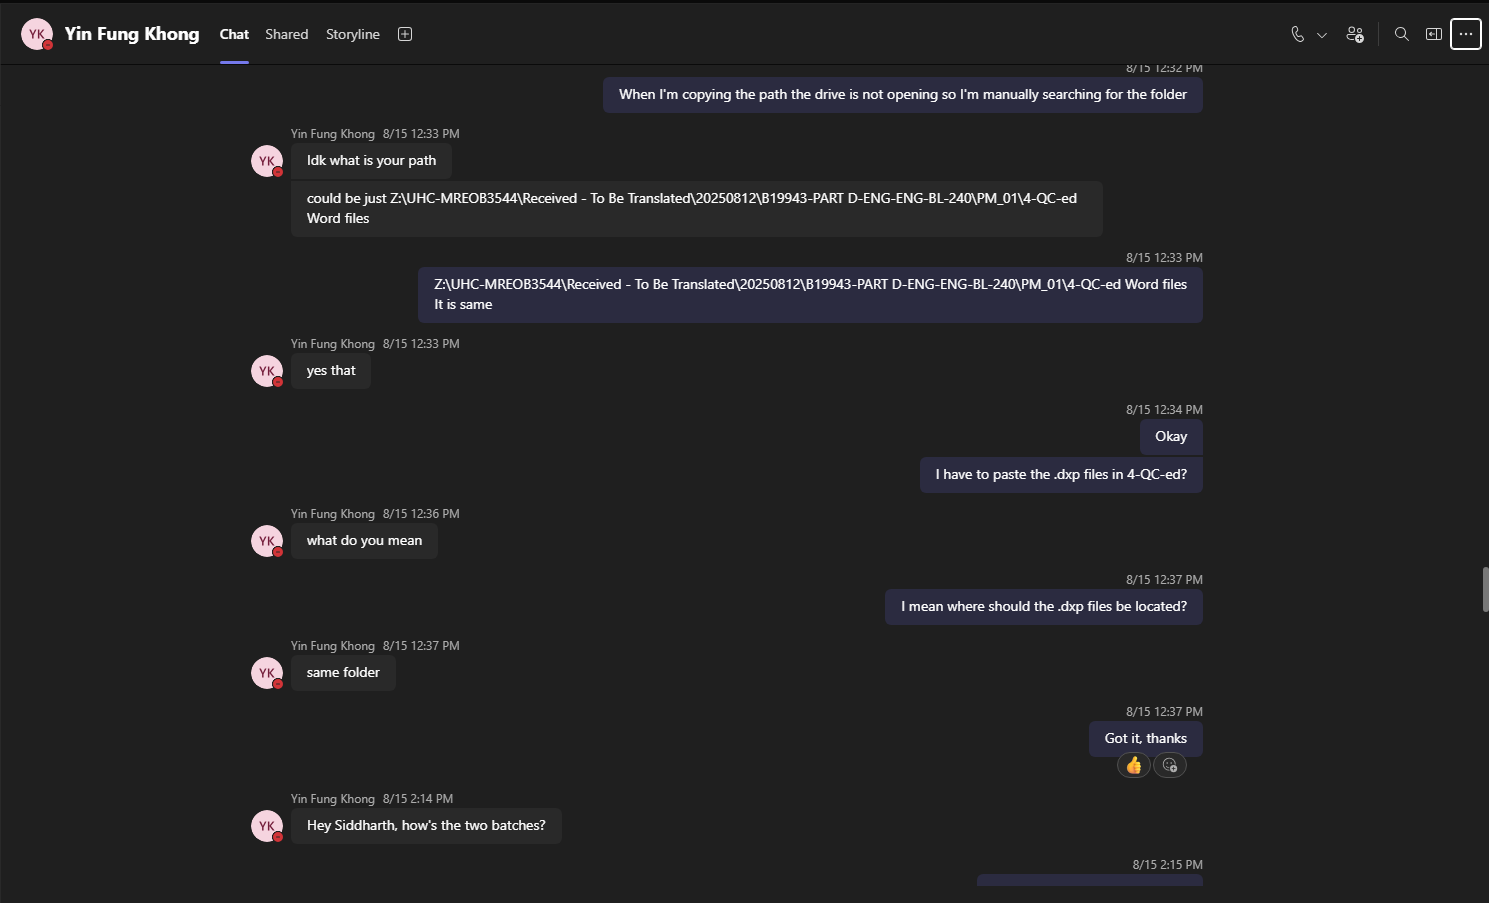 YK
Yin Fung Khong
Chat
Shared
Storyline
8/15 12:32 PM
When I'm copying the path the drive is not opening so I'm manually searching for the folder
Yin Fung Khong 8/15 12:33 PM
YK
Idk what is your path
could be just Z:\UHC-MREOB3544\Received - To Be Translated\20250812\B19943-PART D-ENG-ENG-BL-240\PM_01\4-QC-ed
Word files
8/15 12:33 PM
Z:\UHC-MREOB3544\Received - To Be Translated\20250812\B19943-PART D-ENG-ENG-BL-240\PM_01\4-QC-ed Word files
It is same
Yin Fung Khong 8/15 12:33 PM
YK
yes that
8/15 12:34 PM
Okay
I have to paste the .dxp files in 4-QC-ed?
Yin Fung Khong 8/15 12:36 PM
YK
what do you mean
8/15 12:37 PM
I mean where should the .dxp files be located?
Yin Fung Khong 8/15 12:37 PM
YK
same folder
8/15 12:37 PM
Got it, thanks
Yin Fung Khong 8/15 2:14 PM
YK
Hey Siddharth, how's the two batches?
8/15 2:15 PM